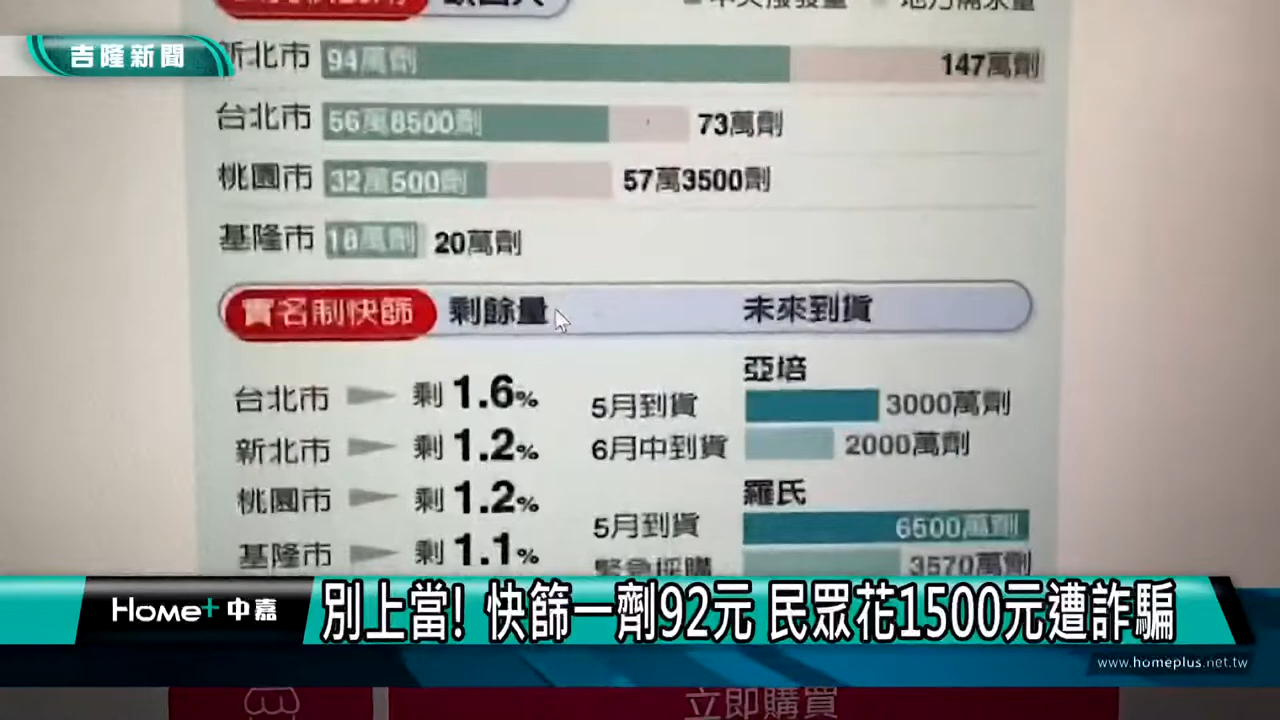 吉隆新聞
新北市 94萬劑 147萬劑
台北市 56萬8500劑 73萬劑
桃園市 32萬500劑 57萬3500劑
基隆市 18萬劑 20萬劑
實名制快篩 剩餘量 未來到貨
亞培
台北市 剩 1.6% 5月到貨 3000萬劑
新北市 剩 1.2% 6月中到貨 2000萬劑
羅氏
桃園市 剩 1.2% 5月到貨 6500萬劑
基隆市 剩 1.1% 緊急採購 3570萬劑
Home+中嘉 別上當! 快篩一劑92元 民眾花1500元遭詐騙
www.homeplus.net.tw
立即購買